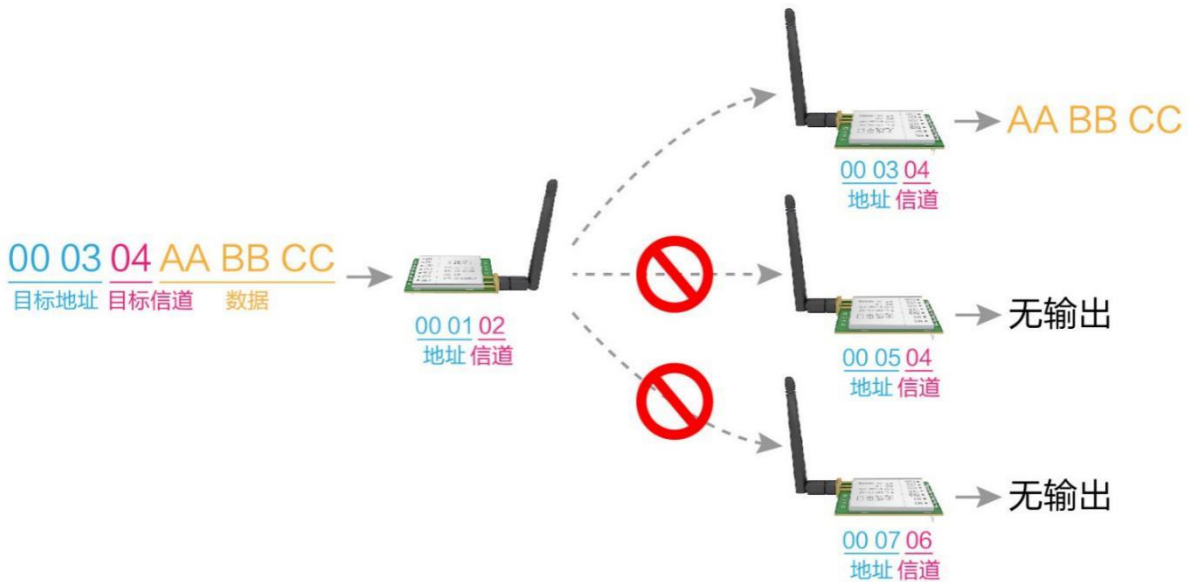 00 03 04 AA BB CC
目标地址 目标信道 数据
00 01 02
地址 信道
AA BB CC
00 03 04
地址 信道
无输出
00 05 04
地址 信道
无输出
00 07 06
地址 信道